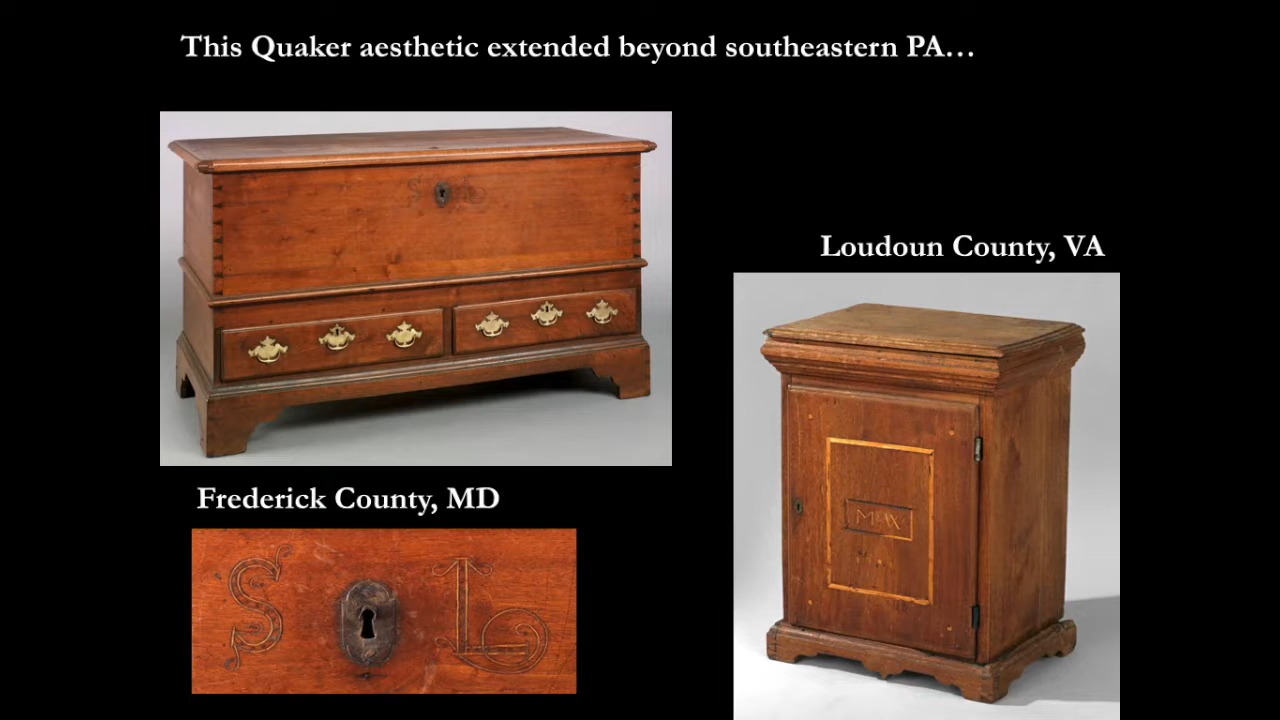 This Quaker aesthetic extended beyond southeastern PA…
Loudoun County, VA
Frederick County, MD
S L